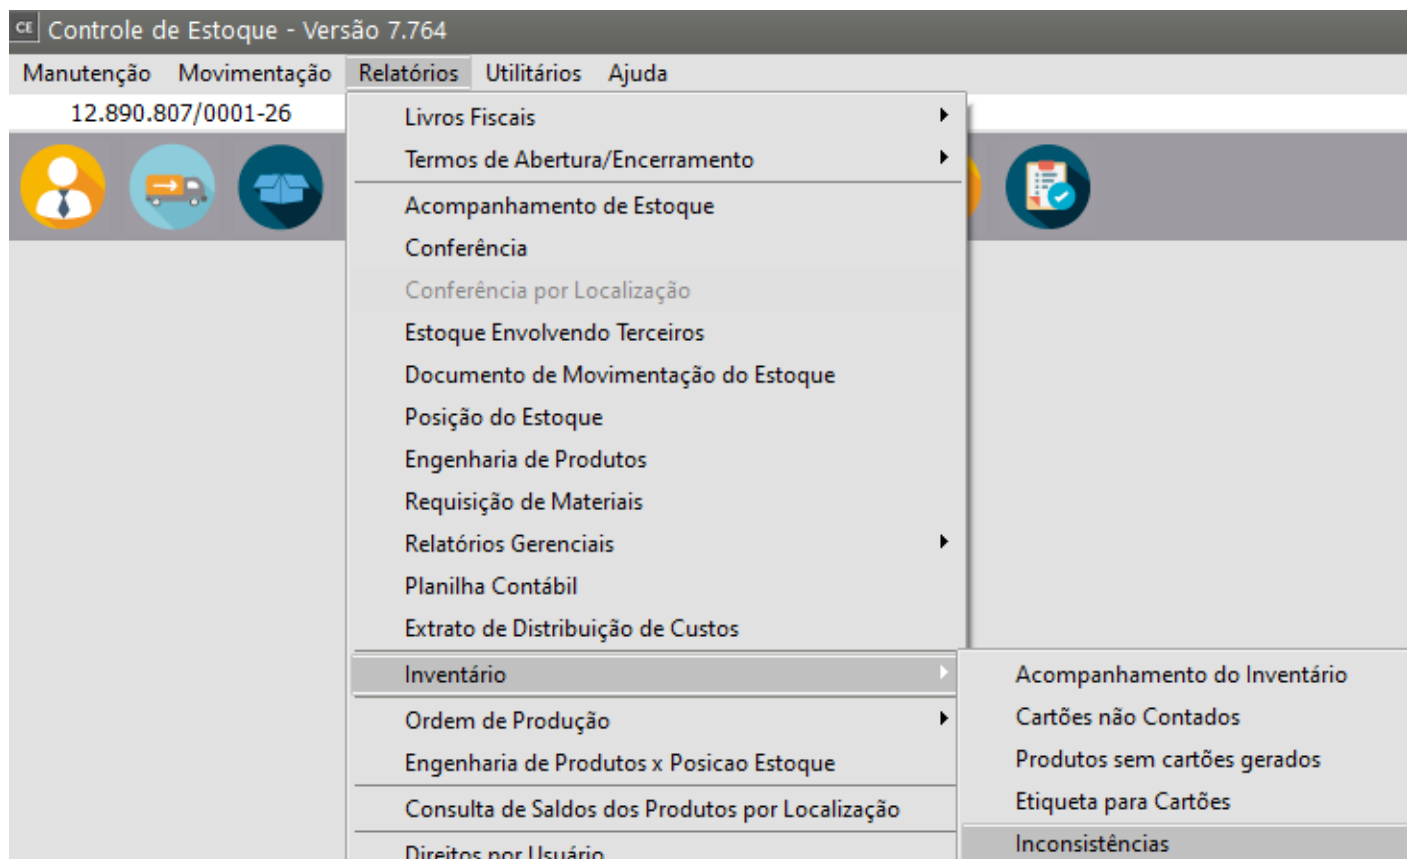 CE Controle de Estoque - Versão 7.764
Manutenção Movimentação Relatórios Utilitários Ajuda
12.890.807/0001-26
Livros Fiscais
Termos de Abertura/Encerramento
Acompanhamento de Estoque
Conferência
Conferência por Localização
Estoque Envolvendo Terceiros
Documento de Movimentação do Estoque
Posição do Estoque
Engenharia de Produtos
Requisição de Materiais
Relatórios Gerenciais
Planilha Contábil
Extrato de Distribuição de Custos
Inventário
Ordem de Produção
Engenharia de Produtos x Posicao Estoque
Consulta de Saldos dos Produtos por Localização
Direitos por Usuário
Acompanhamento do Inventário
Cartões não Contados
Produtos sem cartões gerados
Etiqueta para Cartões
Inconsistências